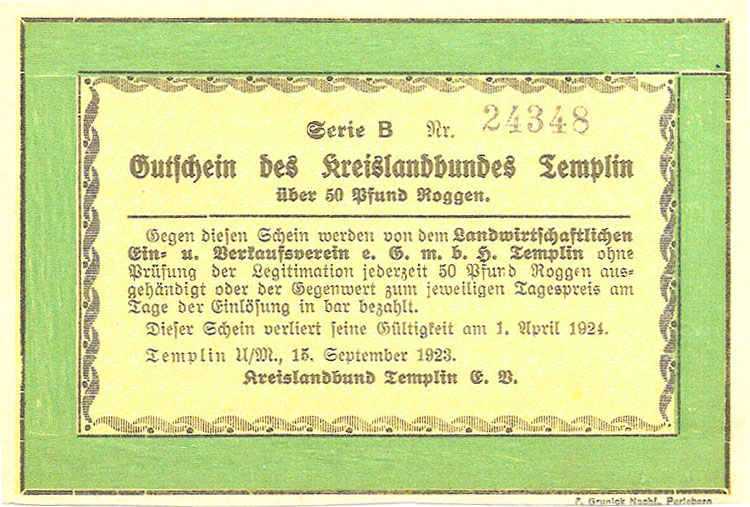 Serie B Nr. 24348
Gutschein des Kreislandbundes Templin
über 50 Pfund Roggen.
Gegen diesen Schein werden von dem Landwirtschaftlichen
Ein- u. Verkaufsverein e. G. m. b. H. Templin ohne
Prüfung der Legitimation jederzeit 50 Pfund Roggen aus-
gehändigt oder der Gegenwert zum jeweiligen Tagespreis am
Tage der Einlösung in bar bezahlt.
Dieser Schein verliert seine Gültigkeit am 1. April 1924.
Templin U/M., 15. September 1923.
Kreislandbund Templin E. V.
F. Grunick Nachf., Perleberg